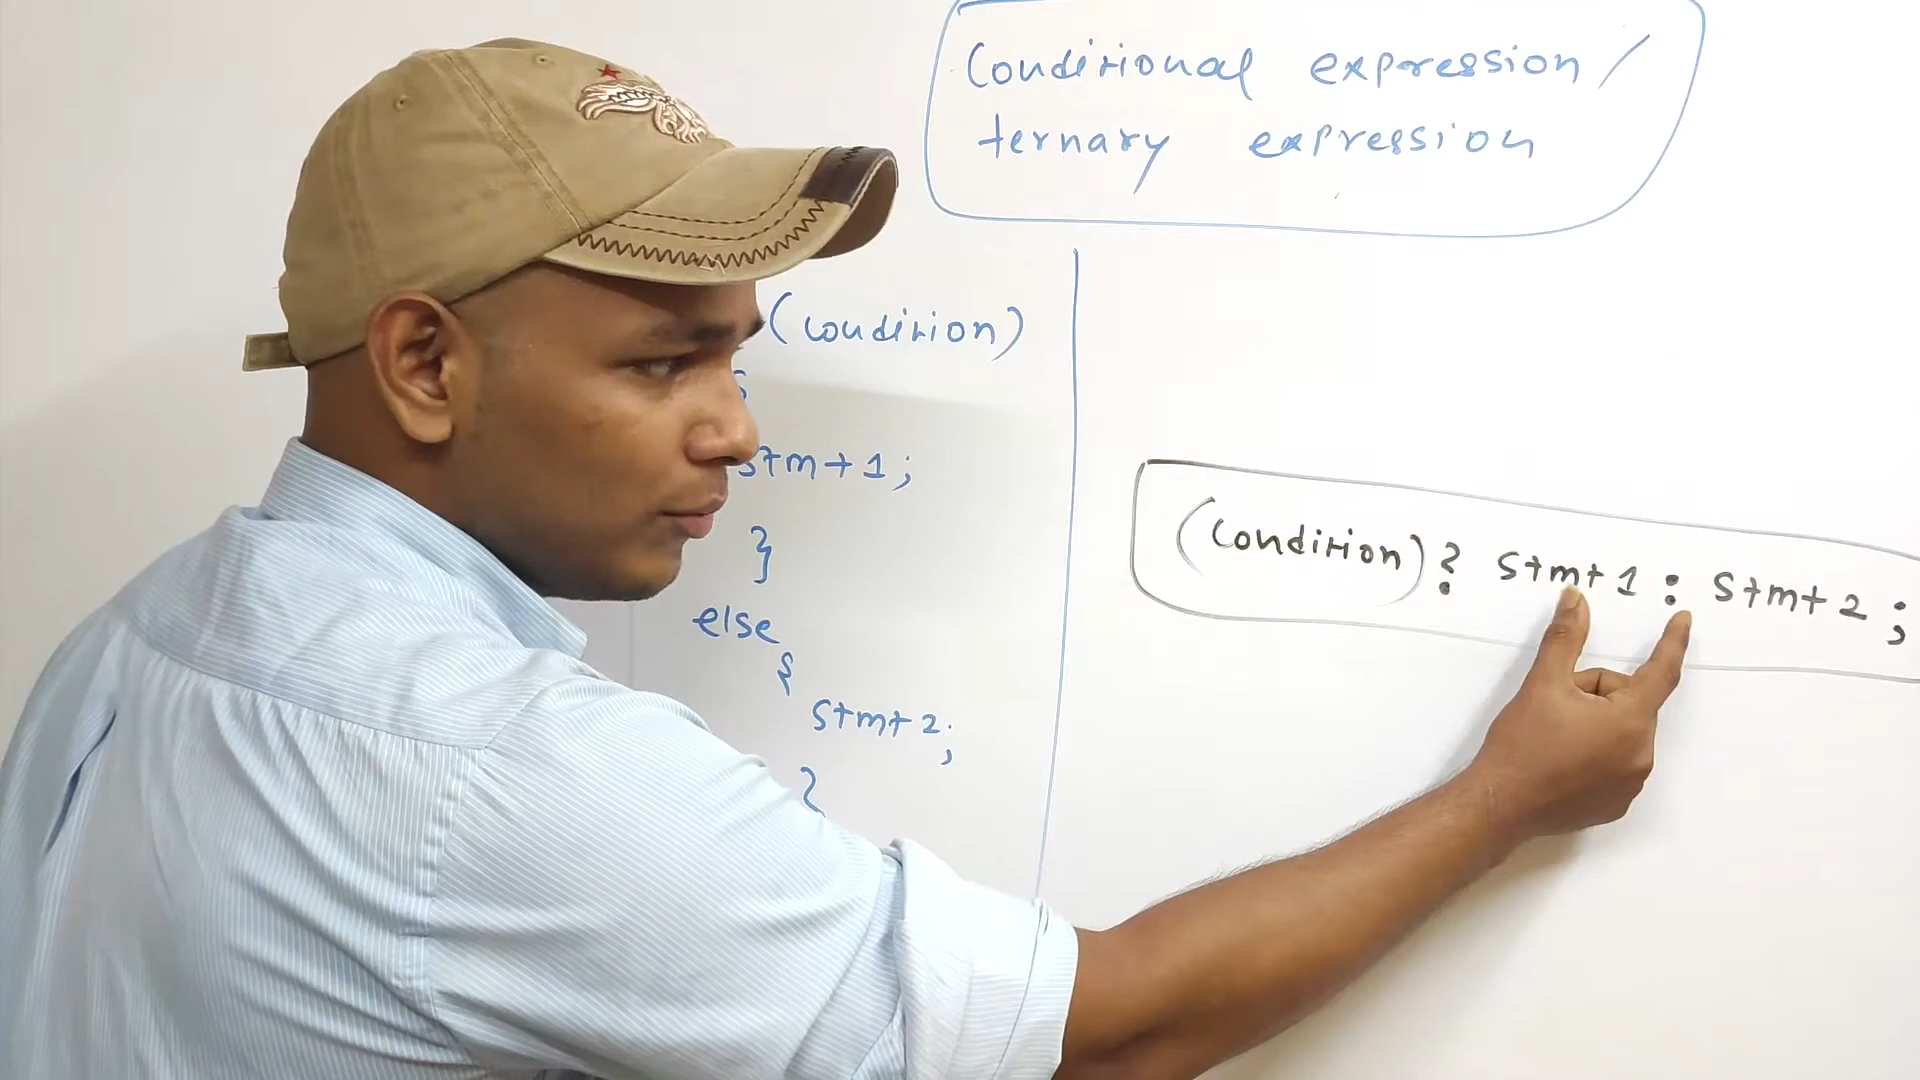 Conditional expression /
ternary expression
(condition)
{
stmt 1;
}
else
{
stmt 2;
}
(condition) ? stmt 1 : stmt 2 ;